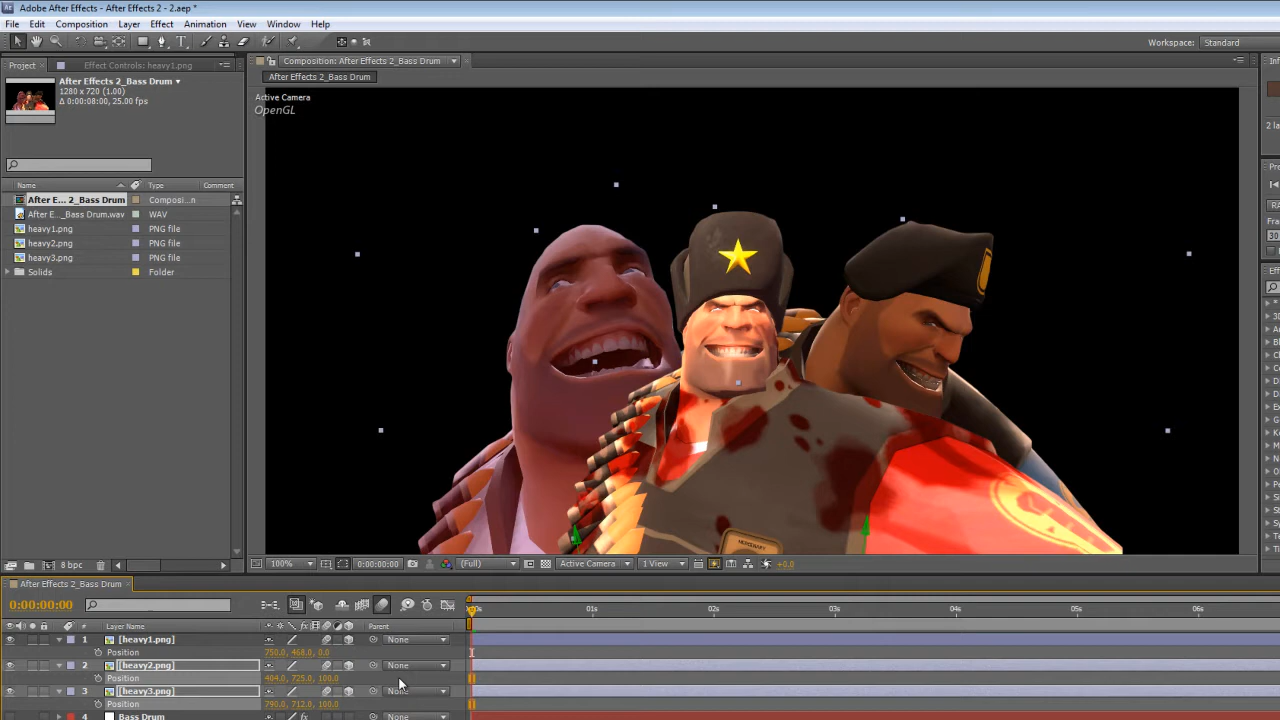 Adobe After Effects - After Effects 2 - 2.aep *
File Edit Composition Layer Effect Animation View Window Help
Workspace: Standard
Project Effect Controls: heavy1.png
Composition: After Effects 2_Bass Drum
After Effects 2_Bass Drum
After Effects 2_Bass Drum
1280 x 720 (1.00)
Δ 0:00:08:00, 25.00 fps
Active Camera
OpenGL
Name Type Comment
After E... 2_Bass Drum Composi...n
After E..._Bass Drum.wav WAV
heavy1.png PNG file
heavy2.png PNG file
heavy3.png PNG file
Solids Folder
MERCENARY
8 bpc
100% 0:00:00:00 (Full) Active Camera 1 View +0.0
After Effects 2_Bass Drum
0:00:00:00
01s 02s 03s 04s 05s 06s
# Layer Name Parent
1 [heavy1.png] None
Position 750.0, 468.0, 0.0
2 [heavy2.png] None
Position 404.0, 725.0, 100.0
3 [heavy3.png] None
Position 790.0, 712.0, 100.0
4 Bass Drum None